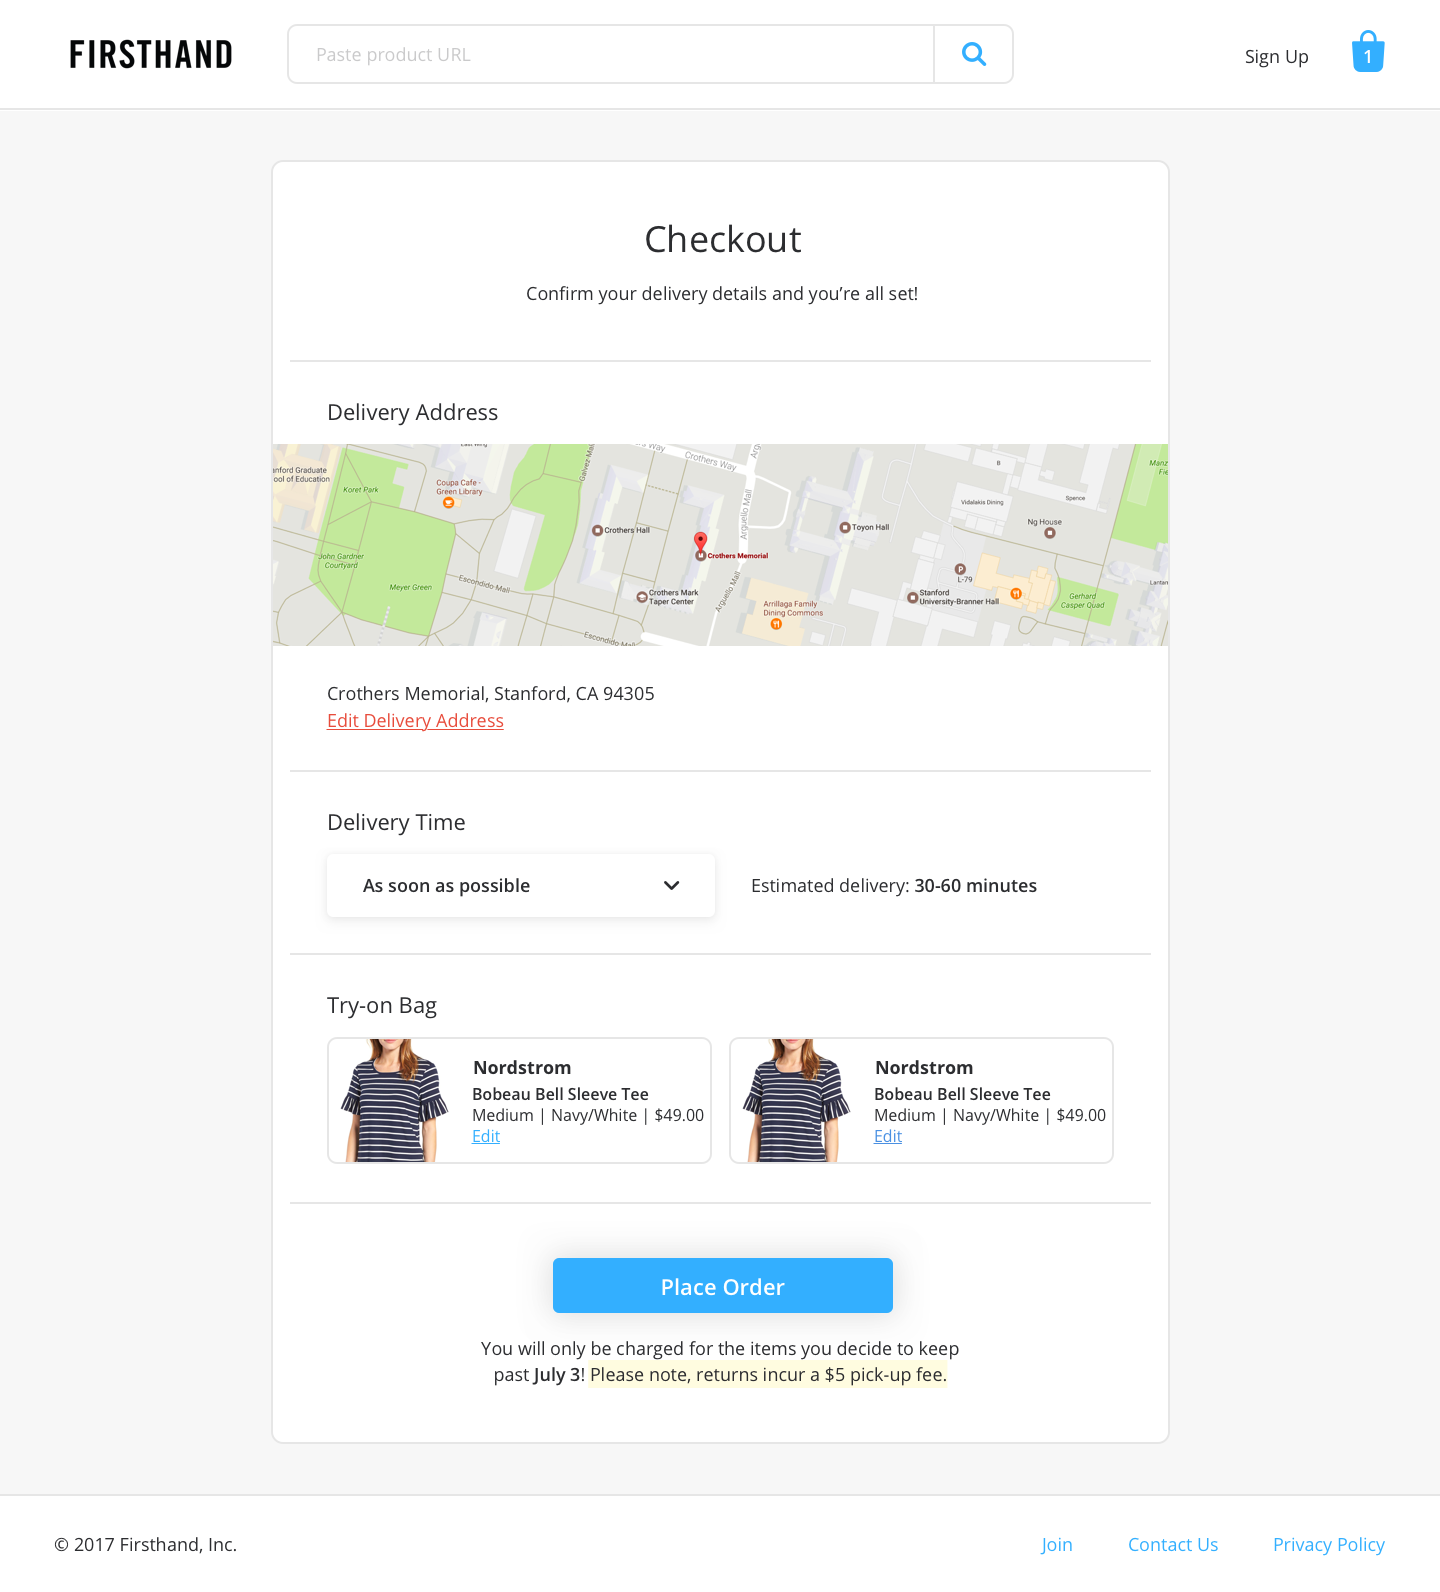 FIRSTHAND
Paste product URL
Sign Up
1
Checkout
Confirm your delivery details and you’re all set!
Delivery Address
Crothers Way
Galvez Mall
Manz
Fie
anford Graduate
ool of Education
Koret Park
Coupa Cafe -
Green Library
B
Vidalakis Dining
Spence
Arguello Mall
Crothers Hall
Toyon Hall
Ng House
Crothers Memorial
John Gardner
Courtyard
Meyer Green
Escondido Mall
P
L-79
Lantan
Crothers Mark
Taper Center
Arguello Mall
Arrillaga Family
Dining Commons
Stanford
University-Branner Hall
Gerhard
Casper Quad
Escondido Mall
Crothers Memorial, Stanford, CA 94305
Edit Delivery Address
Delivery Time
As soon as possible
Estimated delivery: 30-60 minutes
Try-on Bag
Nordstrom
Bobeau Bell Sleeve Tee
Medium | Navy/White | $49.00
Edit
Nordstrom
Bobeau Bell Sleeve Tee
Medium | Navy/White | $49.00
Edit
Place Order
You will only be charged for the items you decide to keep
past July 3! Please note, returns incur a $5 pick-up fee.
© 2017 Firsthand, Inc.
Join
Contact Us
Privacy Policy